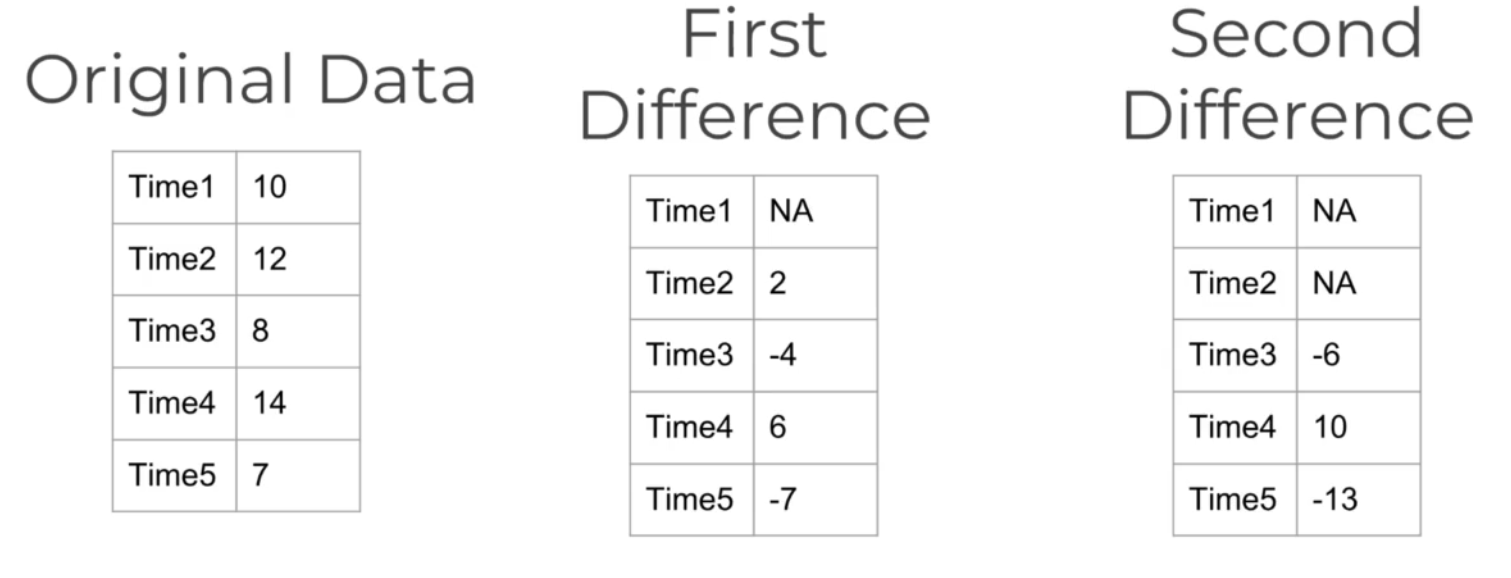 Original Data
Time1 10
Time2 12
Time3 8
Time4 14
Time5 7
First
Difference
Time1 NA
Time2 2
Time3 -4
Time4 6
Time5 -7
Second
Difference
Time1 NA
Time2 NA
Time3 -6
Time4 10
Time5 -13